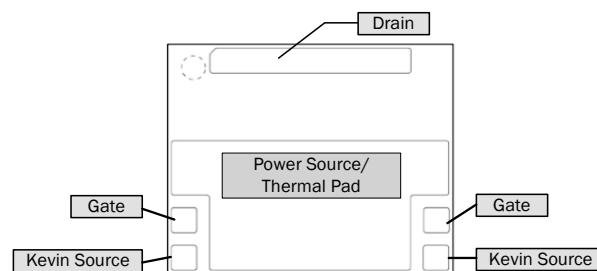 Drain
Power Source/
Thermal Pad
Gate
Gate
Kevin Source
Kevin Source